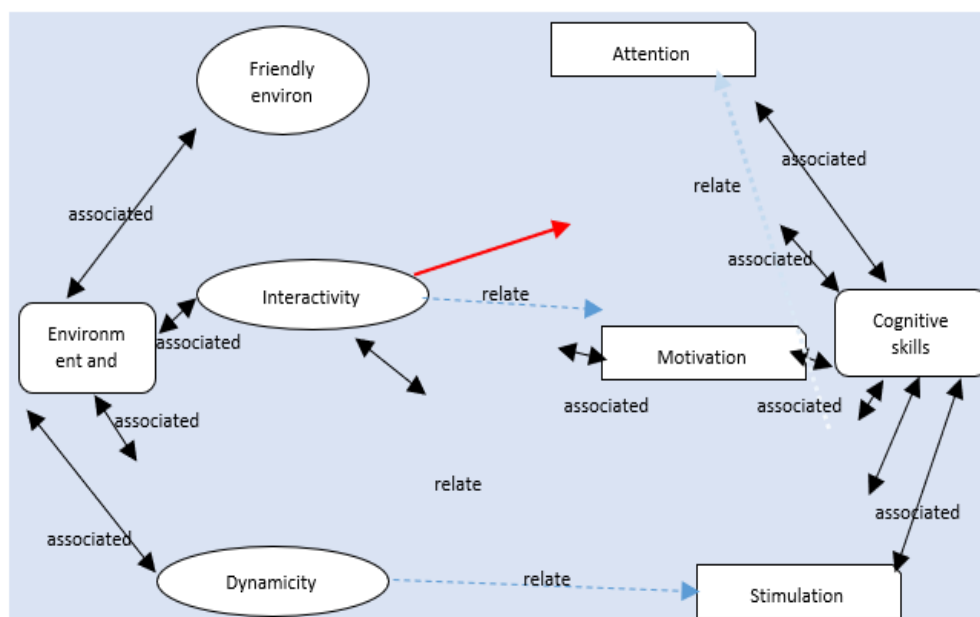 Friendly
environ
Attention
associated
relate
associated
associated
Interactivity
relate
Environm
ent and
associated
Cognitive
skills
Motivation
associated
associated
associated
relate
associated
associated
Dynamicity
relate
Stimulation